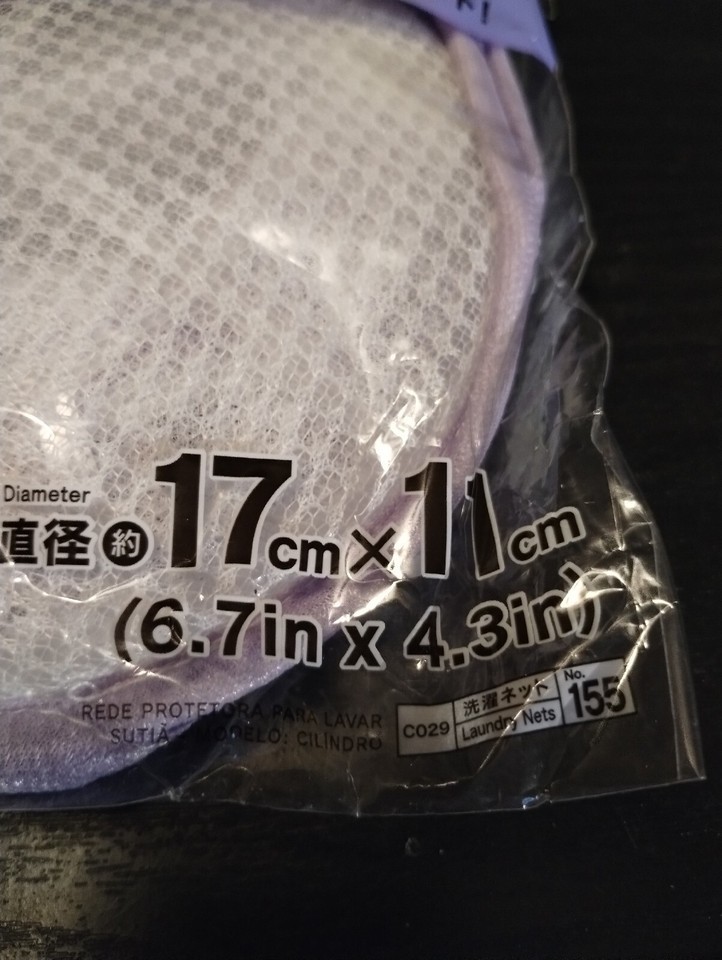 Diameter
直径 約 17cm×11cm
(6.7in x 4.3in)
REDE PROTETORA PARA LAVAR
SUTIÃ - MODELO: CILINDRO
C029 洗濯ネット Laundry Nets No. 155